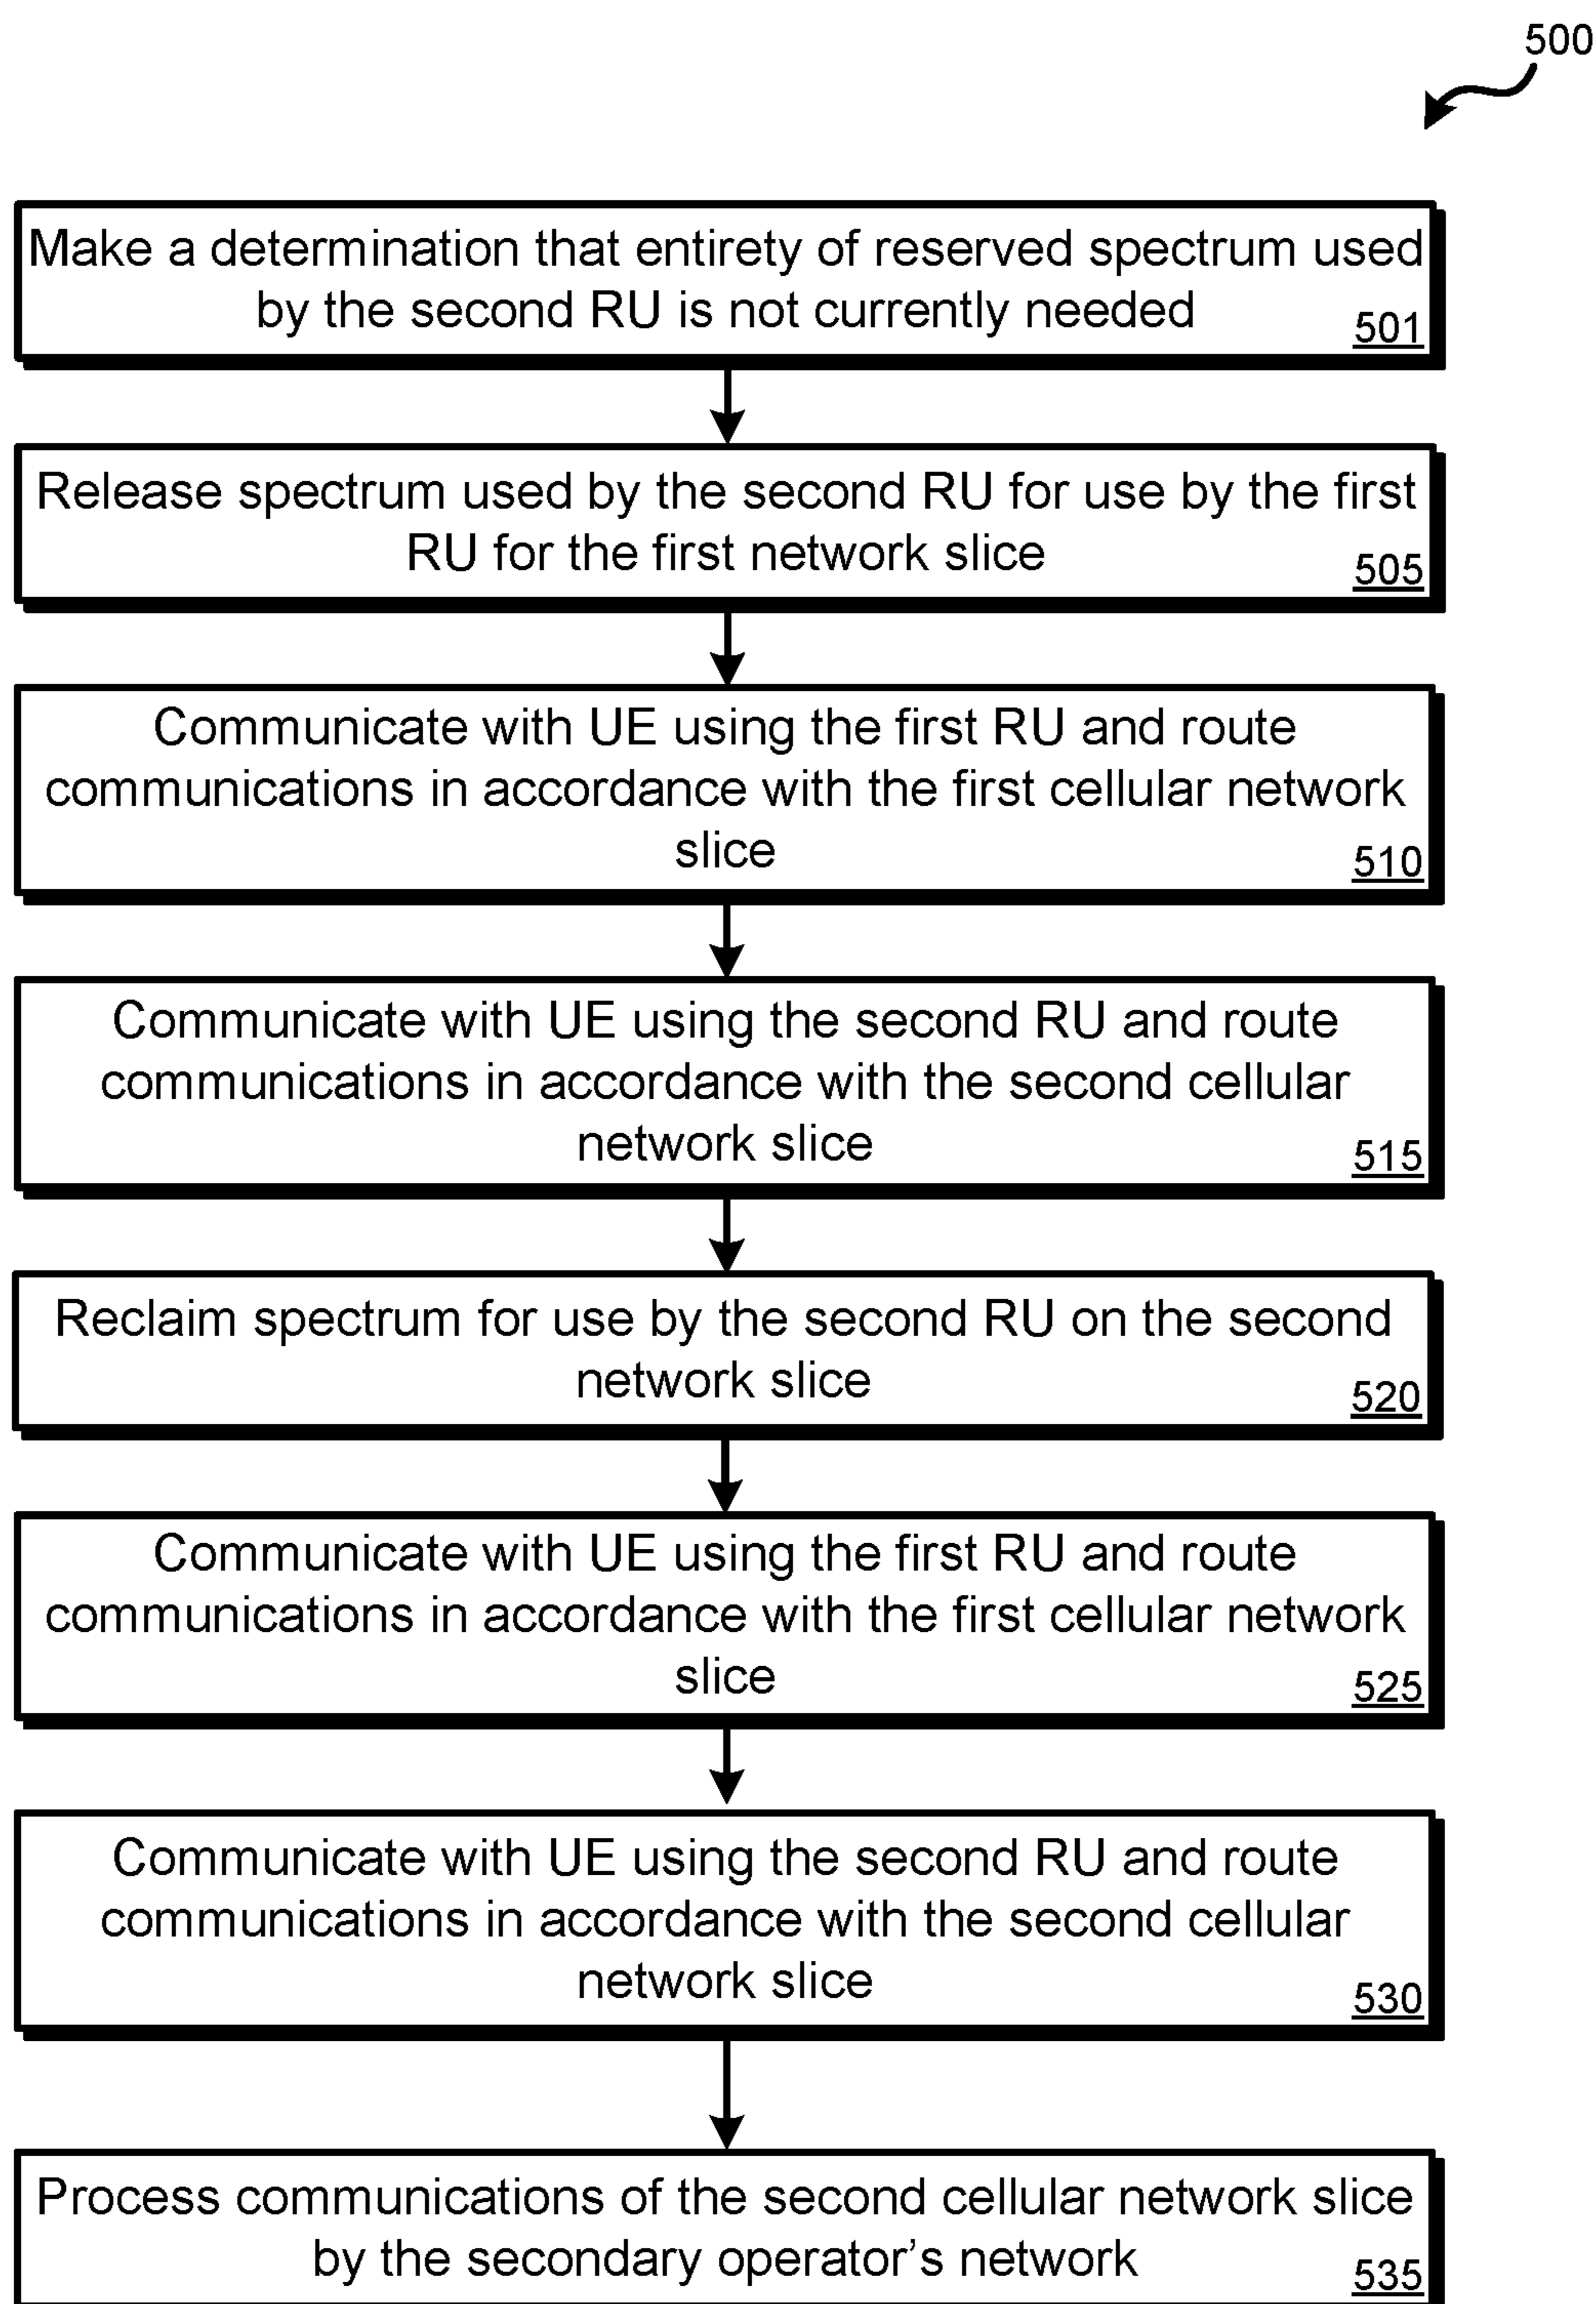 500
Make a determination that entirety of reserved spectrum used
by the second RU is not currently needed
501
Release spectrum used by the second RU for use by the first
RU for the first network slice
505
Communicate with UE using the first RU and route
communications in accordance with the first cellular network
slice
510
Communicate with UE using the second RU and route
communications in accordance with the second cellular
network slice
515
Reclaim spectrum for use by the second RU on the second
network slice
520
Communicate with UE using the first RU and route
communications in accordance with the first cellular network
slice
525
Communicate with UE using the second RU and route
communications in accordance with the second cellular
network slice
530
Process communications of the second cellular network slice
by the secondary operator's network
535